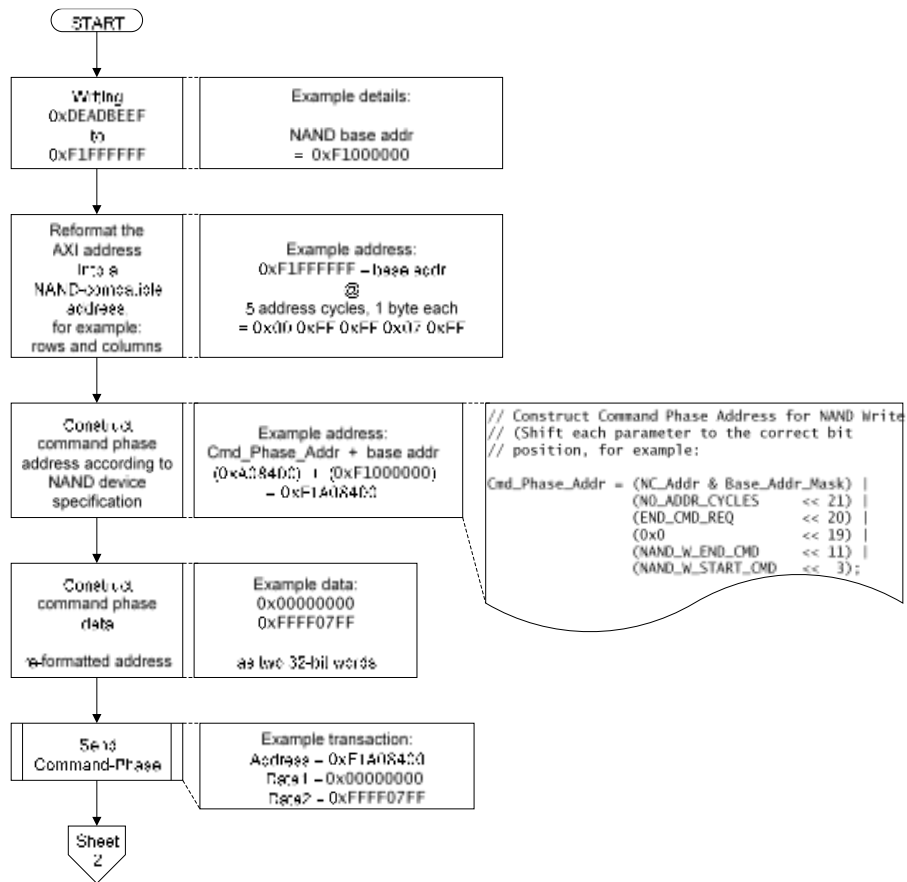 START
Writing
0xDEADBEEF
to
0xF1FFFFFF
Example details:
NAND base addr
= 0xF1000000
Reformat the
AXI address
into a
NAND-compatible
address,
for example:
rows and columns
Example address:
0xF1FFFFFF – base addr
@
5 address cycles, 1 byte each
= 0x00 0xFF 0xFF 0x07 0xFF
Construct
command phase
address according to
NAND device
specification
Example address:
Cmd_Phase_Addr + base addr
(0xA08400) + (0xF1000000)
= 0xF1A08400
// Construct Command Phase Address for NAND Write
// (Shift each parameter to the correct bit
// position, for example:
Cmd_Phase_Addr = (NC_Addr & Base_Addr_Mask) |
(NO_ADDR_CYCLES << 21) |
(END_CMD_REQ << 20) |
(0x0 << 19) |
(NAND_W_END_CMD << 11) |
(NAND_W_START_CMD << 3);
Construct
command phase
data
re-formatted address
Example data:
0x00000000
0xFFFF07FF
as two 32-bit words
Send
Command-Phase
Example transaction:
Address = 0xF1A08400
Data1 = 0x00000000
Data2 = 0xFFFF07FF
Sheet
2